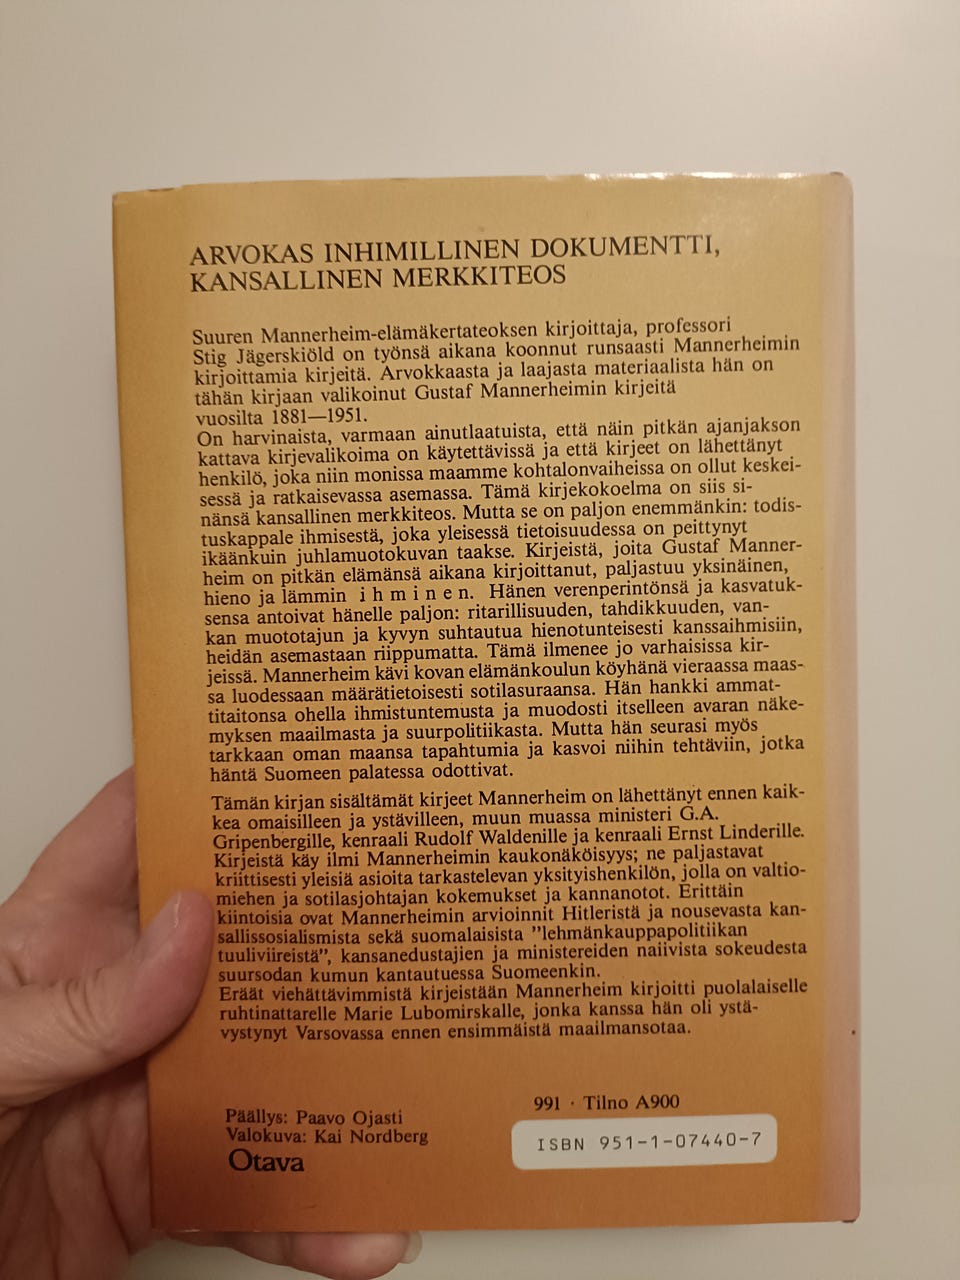 ARVOKAS INHIMILLINEN DOKUMENTTI,
KANSALLINEN MERKKITEOS
Suuren Mannerheim-elämäkertateoksen kirjoittaja, professori
Stig Jägerskiöld on työnsä aikana koonnut runsaasti Mannerheimin
kirjoittamia kirjeitä. Arvokkaasta ja laajasta materiaalista hän on
tähän kirjaan valikoinut Gustaf Mannerheimin kirjeitä
vuosilta 1881—1951.
On harvinaista, varmaan ainutlaatuista, että näin pitkän ajanjakson
kattava kirjevalikoima on käytettävissä ja että kirjeet on lähettänyt
henkilö, joka niin monissa maamme kohtalonvaiheissa on ollut keskei-
sessä ja ratkaisevassa asemassa. Tämä kirjekokoelma on siis si-
nänsä kansallinen merkkiteos. Mutta se on paljon enemmänkin: todis-
tuskappale ihmisestä, joka yleisessä tietoisuudessa on peittynyt
ikäänkuin juhlamuotokuvan taakse. Kirjeistä, joita Gustaf Manner-
heim on pitkän elämänsä aikana kirjoittanut, paljastuu yksinäinen,
hieno ja lämmin i h m i n e n. Hänen verenperintönsä ja kasvatuk-
sensa antoivat hänelle paljon: ritarillisuuden, tahdikkuuden, van-
kan muototajun ja kyvyn suhtautua hienotunteisesti kanssaihmisiin,
heidän asemastaan riippumatta. Tämä ilmenee jo varhaisissa kir-
jeissä. Mannerheim kävi kovan elämänkoulun köyhänä vieraassa maas-
sa luodessaan määrätietoisesti sotilasuraansa. Hän hankki ammat-
titaitonsa ohella ihmistuntemusta ja muodosti itselleen avaran näke-
myksen maailmasta ja suurpolitiikasta. Mutta hän seurasi myös
tarkkaan oman maansa tapahtumia ja kasvoi niihin tehtäviin, jotka
häntä Suomeen palatessa odottivat.
Tämän kirjan sisältämät kirjeet Mannerheim on lähettänyt ennen kaik-
kea omaisilleen ja ystävilleen, muun muassa ministeri G.A.
Gripenbergille, kenraali Rudolf Waldenille ja kenraali Ernst Linderille.
Kirjeistä käy ilmi Mannerheimin kaukonäköisyys; ne paljastavat
kriittisesti yleisiä asioita tarkastelevan yksityishenkilön, jolla on valtio-
miehen ja sotilasjohtajan kokemukset ja kannanotot. Erittäin
kiintoisia ovat Mannerheimin arvioinnit Hitleristä ja nousevasta kan-
sallissosialismista sekä suomalaisista ”lehmänkauppapolitiikan
tuuliviireistä”, kansanedustajien ja ministereiden naiivista sokeudesta
suursodan kumun kantautuessa Suomeenkin.
Eräät viehättävimmistä kirjeistään Mannerheim kirjoitti puolalaiselle
ruhtinattarelle Marie Lubomirskalle, jonka kanssa hän oli ystä-
vystynyt Varsovassa ennen ensimmäistä maailmansotaa.
Päällys: Paavo Ojasti
Valokuva: Kai Nordberg
Otava
991 · Tilno A900
ISBN 951-1-07440-7